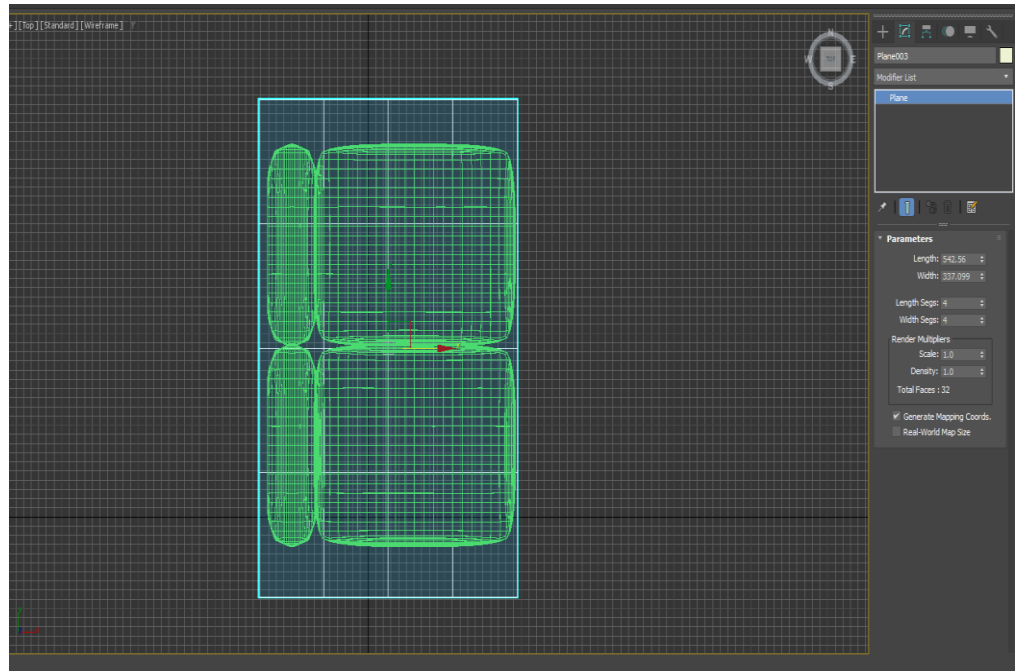 + ] [Top ] [Standard ] [Wireframe ]
N
W TOP E
S
Plane003
Modifier List
Plane
Parameters
Length: 542.56
Width: 337.099
Length Segs: 4
Width Segs: 4
Render Multipliers
Scale: 1.0
Density: 1.0
Total Faces : 32
Generate Mapping Coords.
Real-World Map Size